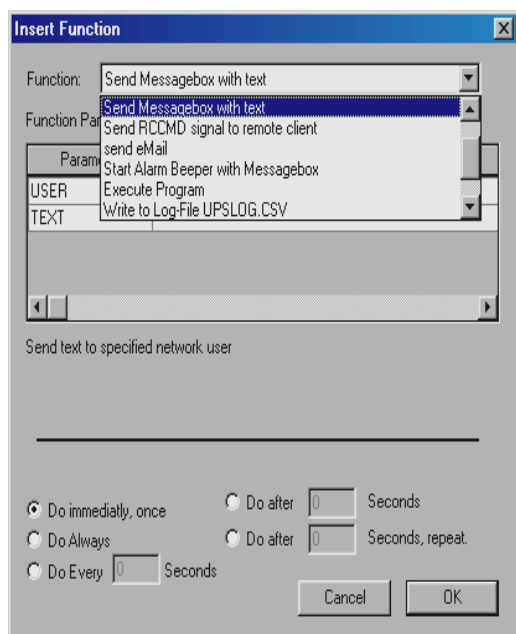 Insert Function
Function: Send Messagebox with text
Send Messagebox with text
Function Par
Send RCCMD signal to remote client
send eMail
Start Alarm Beeper with Messagebox
Execute Program
Write to Log-File UPSLOG.CSV
Parame
USER
TEXT
Send text to specified network user
Do immediatly, once
Do after 0 Seconds
Do Always
Do after 0 Seconds, repeat.
Do Every 0 Seconds
Cancel OK